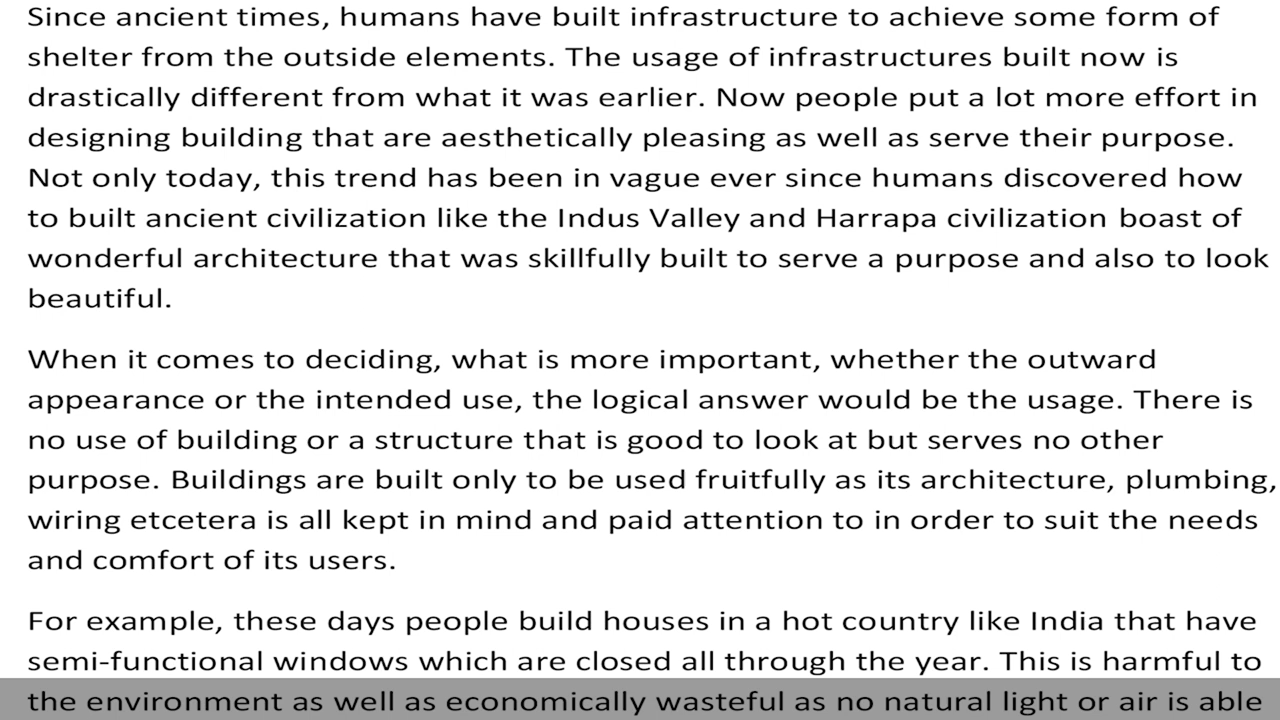 Since ancient times, humans have built infrastructure to achieve some form of
shelter from the outside elements. The usage of infrastructures built now is
drastically different from what it was earlier. Now people put a lot more effort in
designing building that are aesthetically pleasing as well as serve their purpose.
Not only today, this trend has been in vague ever since humans discovered how
to built ancient civilization like the Indus Valley and Harrapa civilization boast of
wonderful architecture that was skillfully built to serve a purpose and also to look
beautiful.
When it comes to deciding, what is more important, whether the outward
appearance or the intended use, the logical answer would be the usage. There is
no use of building or a structure that is good to look at but serves no other
purpose. Buildings are built only to be used fruitfully as its architecture, plumbing,
wiring etcetera is all kept in mind and paid attention to in order to suit the needs
and comfort of its users.
For example, these days people build houses in a hot country like India that have
semi-functional windows which are closed all through the year. This is harmful to
the environment as well as economically wasteful as no natural light or air is able